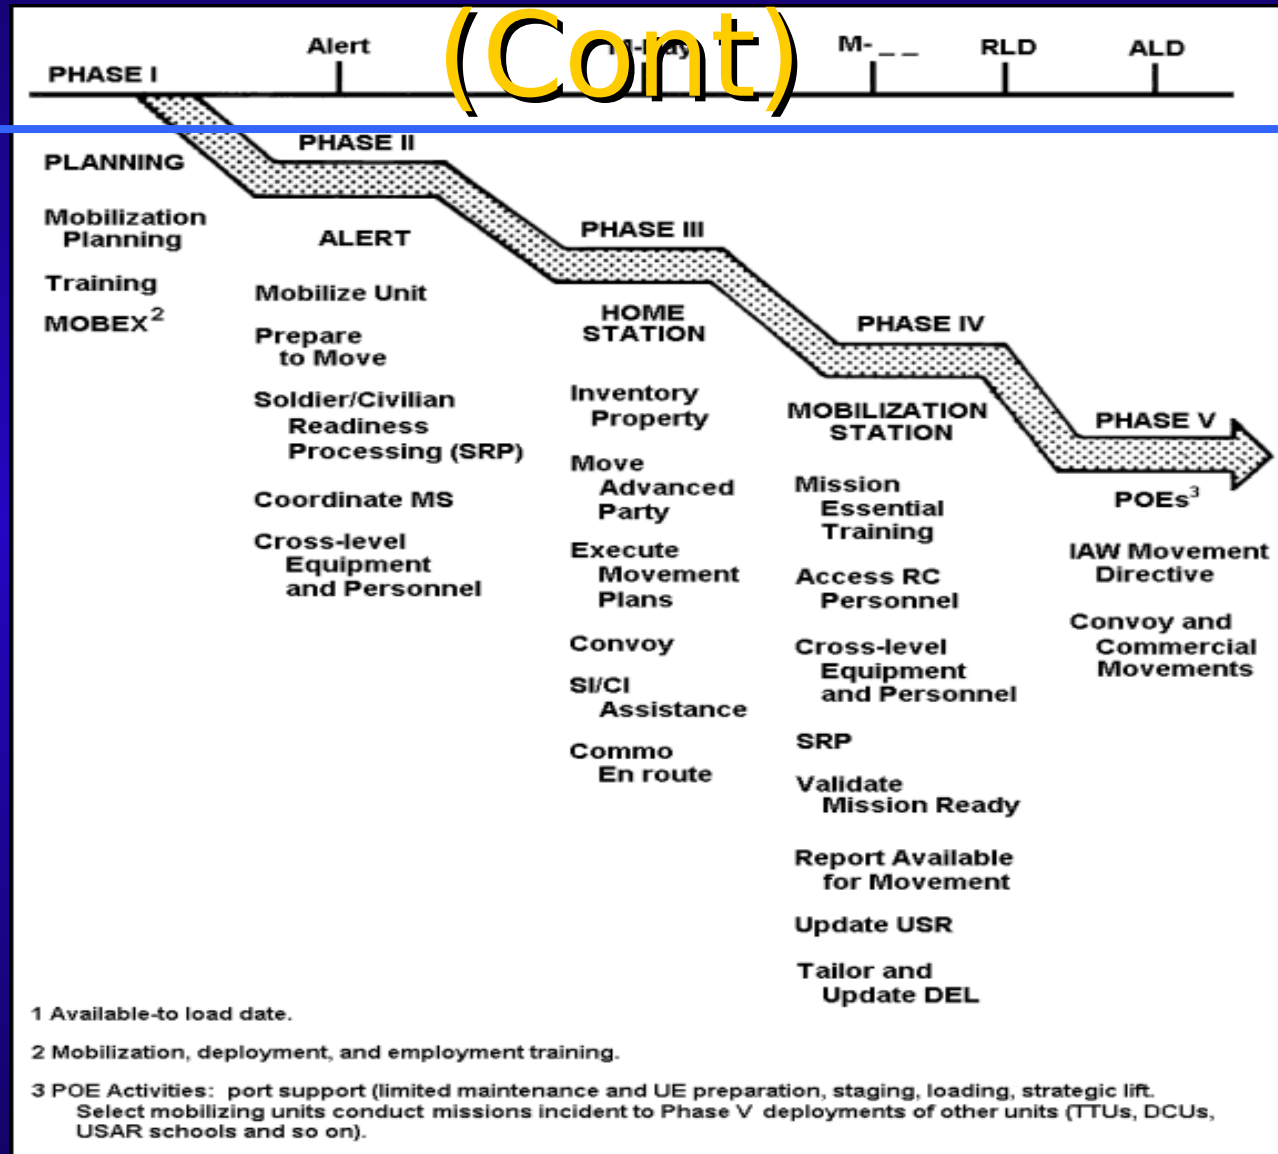 (Cont)
Alert
M-Day
M-_ _
RLD
ALD
PHASE I
PLANNING
Mobilization
Planning
Training
MOBEX2
PHASE II
ALERT
Mobilize Unit
Prepare
to Move
Soldier/Civilian
Readiness
Processing (SRP)
Coordinate MS
Cross-level
Equipment
and Personnel
PHASE III
HOME
STATION
Inventory
Property
Move
Advanced
Party
Execute
Movement
Plans
Convoy
SI/CI
Assistance
Commo
En route
PHASE IV
MOBILIZATION
STATION
Mission
Essential
Training
Access RC
Personnel
Cross-level
Equipment
and Personnel
SRP
Validate
Mission Ready
Report Available
for Movement
Update USR
Tailor and
Update DEL
PHASE V
POEs3
IAW Movement
Directive
Convoy and
Commercial
Movements
1 Available-to load date.
2 Mobilization, deployment, and employment training.
3 POE Activities: port support (limited maintenance and UE preparation, staging, loading, strategic lift.
Select mobilizing units conduct missions incident to Phase V deployments of other units (TTUs, DCUs,
USAR schools and so on).